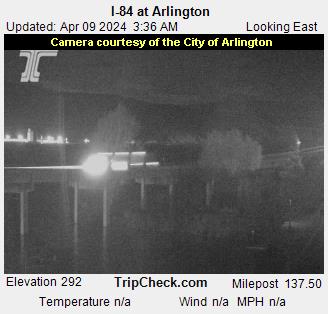 I-84 at Arlington
Updated: Apr 09 2024 3:36 AM Looking East
Camera courtesy of the City of Arlington
Elevation 292 TripCheck.com Milepost 137.50
Temperature n/a Wind n/a MPH n/a